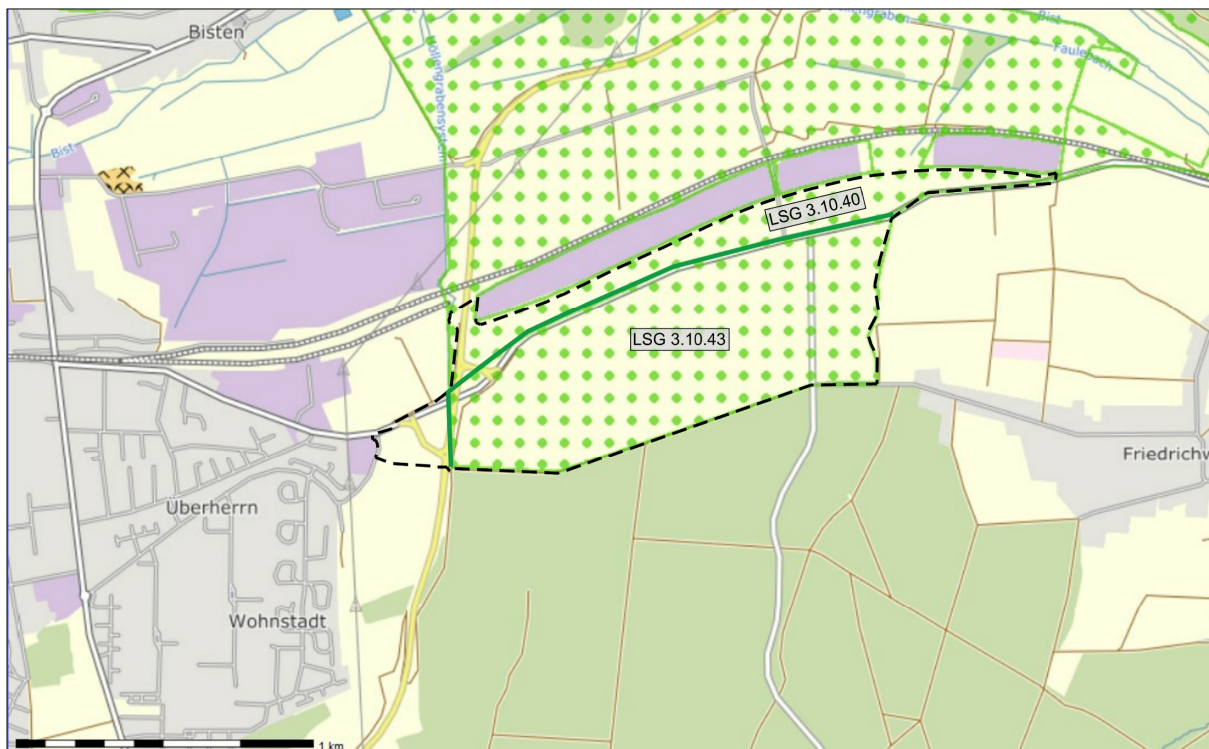 Bisten
Bist
Faulebach
Bist
LSG 3.10.40
LSG 3.10.43
Friedrichw
Überherrn
Wohnstadt
1 km